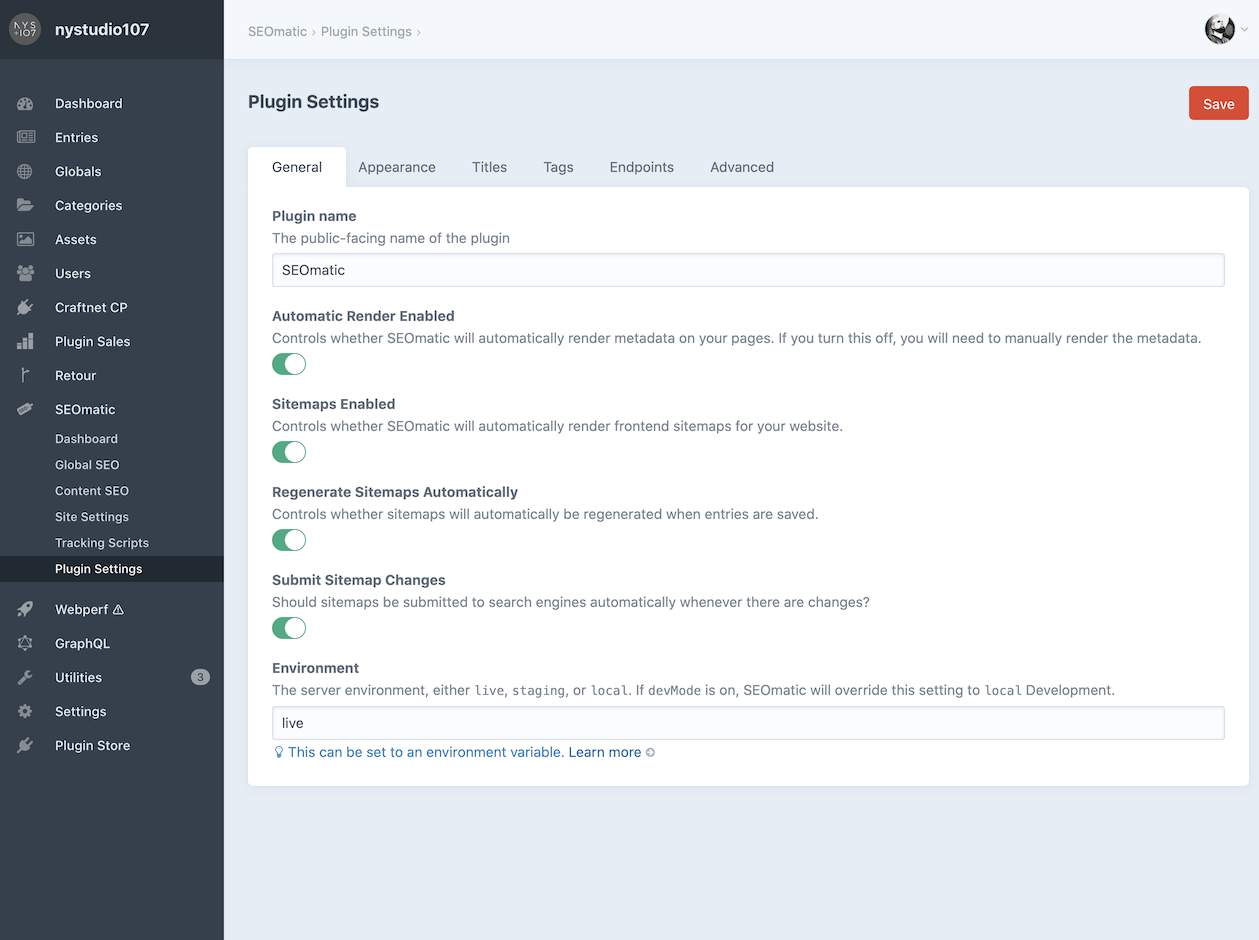 NYS
+107
nystudio107
SEOmatic › Plugin Settings ›
Dashboard
Entries
Globals
Categories
Assets
Users
Craftnet CP
Plugin Sales
Retour
SEOmatic
Dashboard
Global SEO
Content SEO
Site Settings
Tracking Scripts
Plugin Settings
Webperf ⚠
GraphQL
Utilities 3
Settings
Plugin Store
Plugin Settings
Save
General Appearance Titles Tags Endpoints Advanced
Plugin name
The public-facing name of the plugin
SEOmatic
Automatic Render Enabled
Controls whether SEOmatic will automatically render metadata on your pages. If you turn this off, you will need to manually render the metadata.
Sitemaps Enabled
Controls whether SEOmatic will automatically render frontend sitemaps for your website.
Regenerate Sitemaps Automatically
Controls whether sitemaps will automatically be regenerated when entries are saved.
Submit Sitemap Changes
Should sitemaps be submitted to search engines automatically whenever there are changes?
Environment
The server environment, either live, staging, or local. If devMode is on, SEOmatic will override this setting to local Development.
live
This can be set to an environment variable. Learn more